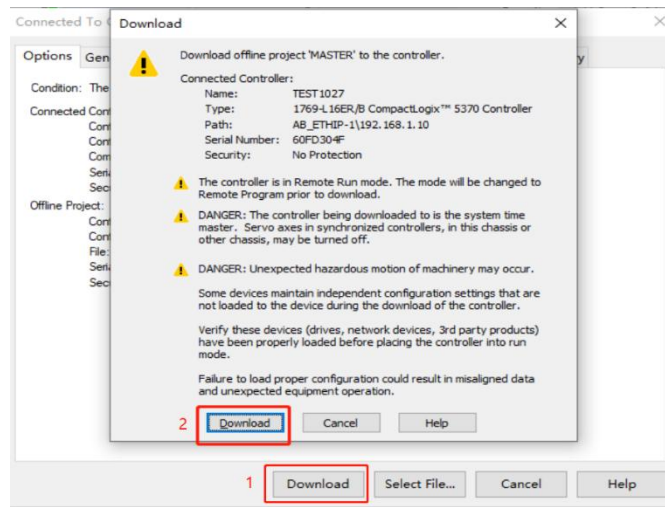 Connected To
Download
Options
Gen
y
Download offline project 'MASTER' to the controller.
Condition: The
Connected Controller:
Name: TEST1027
Connected Cont
Type: 1769-L16ER/B CompactLogix™ 5370 Controller
Path: AB_ETHIP-1\192.168.1.10
Serial Number: 60FD304F
Security: No Protection
Cont
Cont
Com
Seri
Sec
The controller is in Remote Run mode. The mode will be changed to
Remote Program prior to download.
Offline Project:
Cont
Cont
File:
Seri
Sec
DANGER: The controller being downloaded to is the system time
master. Servo axes in synchronized controllers, in this chassis or
other chassis, may be turned off.
DANGER: Unexpected hazardous motion of machinery may occur.
Some devices maintain independent configuration settings that are
not loaded to the device during the download of the controller.
Verify these devices (drives, network devices, 3rd party products)
have been properly loaded before placing the controller into run
mode.
Failure to load proper configuration could result in misaligned data
and unexpected equipment operation.
2
Download
Cancel
Help
1
Download
Select File...
Cancel
Help